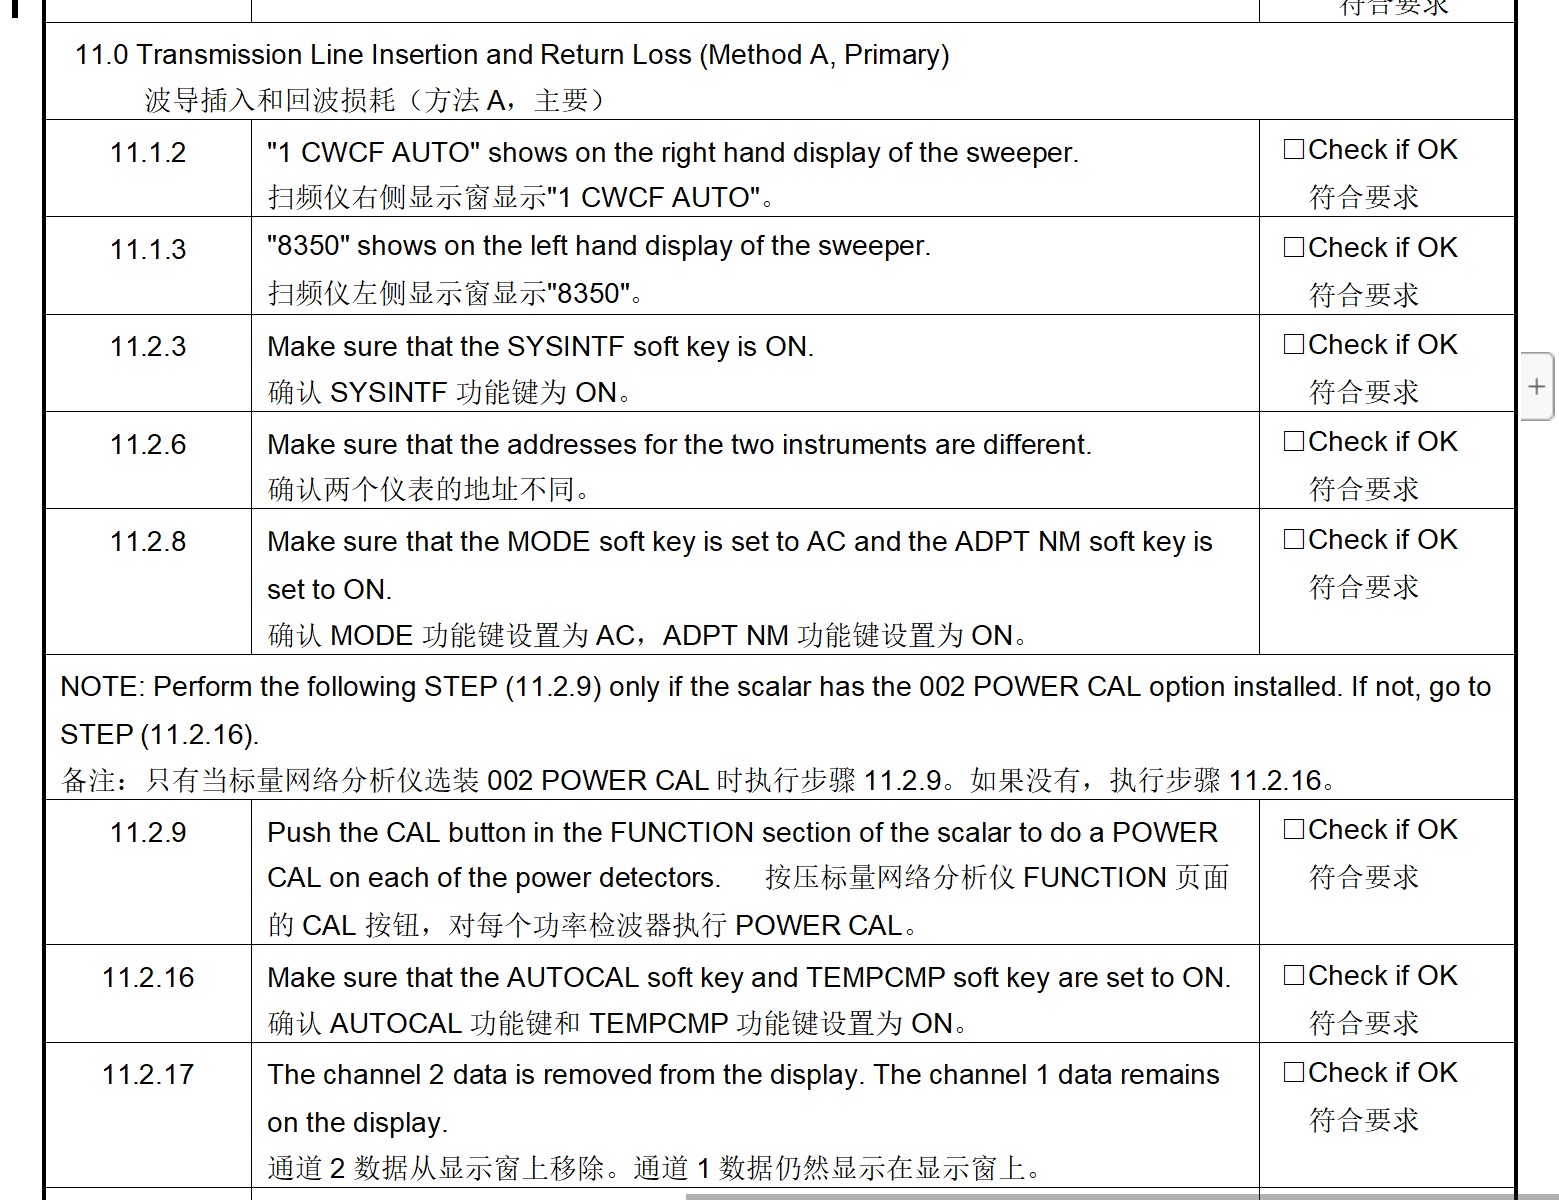 符合要求
11.0 Transmission Line Insertion and Return Loss (Method A, Primary)
波导插入和回波损耗（方法 A，主要）
11.1.2
"1 CWCF AUTO" shows on the right hand display of the sweeper.
扫频仪右侧显示窗显示"1 CWCF AUTO"。
□Check if OK
符合要求
11.1.3
"8350" shows on the left hand display of the sweeper.
扫频仪左侧显示窗显示"8350"。
□Check if OK
符合要求
11.2.3
Make sure that the SYSINTF soft key is ON.
确认 SYSINTF 功能键为 ON。
□Check if OK
符合要求
11.2.6
Make sure that the addresses for the two instruments are different.
确认两个仪表的地址不同。
□Check if OK
符合要求
11.2.8
Make sure that the MODE soft key is set to AC and the ADPT NM soft key is
set to ON.
确认 MODE 功能键设置为 AC，ADPT NM 功能键设置为 ON。
□Check if OK
符合要求
NOTE: Perform the following STEP (11.2.9) only if the scalar has the 002 POWER CAL option installed. If not, go to
STEP (11.2.16).
备注：只有当标量网络分析仪选装 002 POWER CAL 时执行步骤 11.2.9。如果没有，执行步骤 11.2.16。
11.2.9
Push the CAL button in the FUNCTION section of the scalar to do a POWER
CAL on each of the power detectors. 按压标量网络分析仪 FUNCTION 页面
的 CAL 按钮，对每个功率检波器执行 POWER CAL。
□Check if OK
符合要求
11.2.16
Make sure that the AUTOCAL soft key and TEMPCMP soft key are set to ON.
确认 AUTOCAL 功能键和 TEMPCMP 功能键设置为 ON。
□Check if OK
符合要求
11.2.17
The channel 2 data is removed from the display. The channel 1 data remains
on the display.
通道 2 数据从显示窗上移除。通道 1 数据仍然显示在显示窗上。
□Check if OK
符合要求